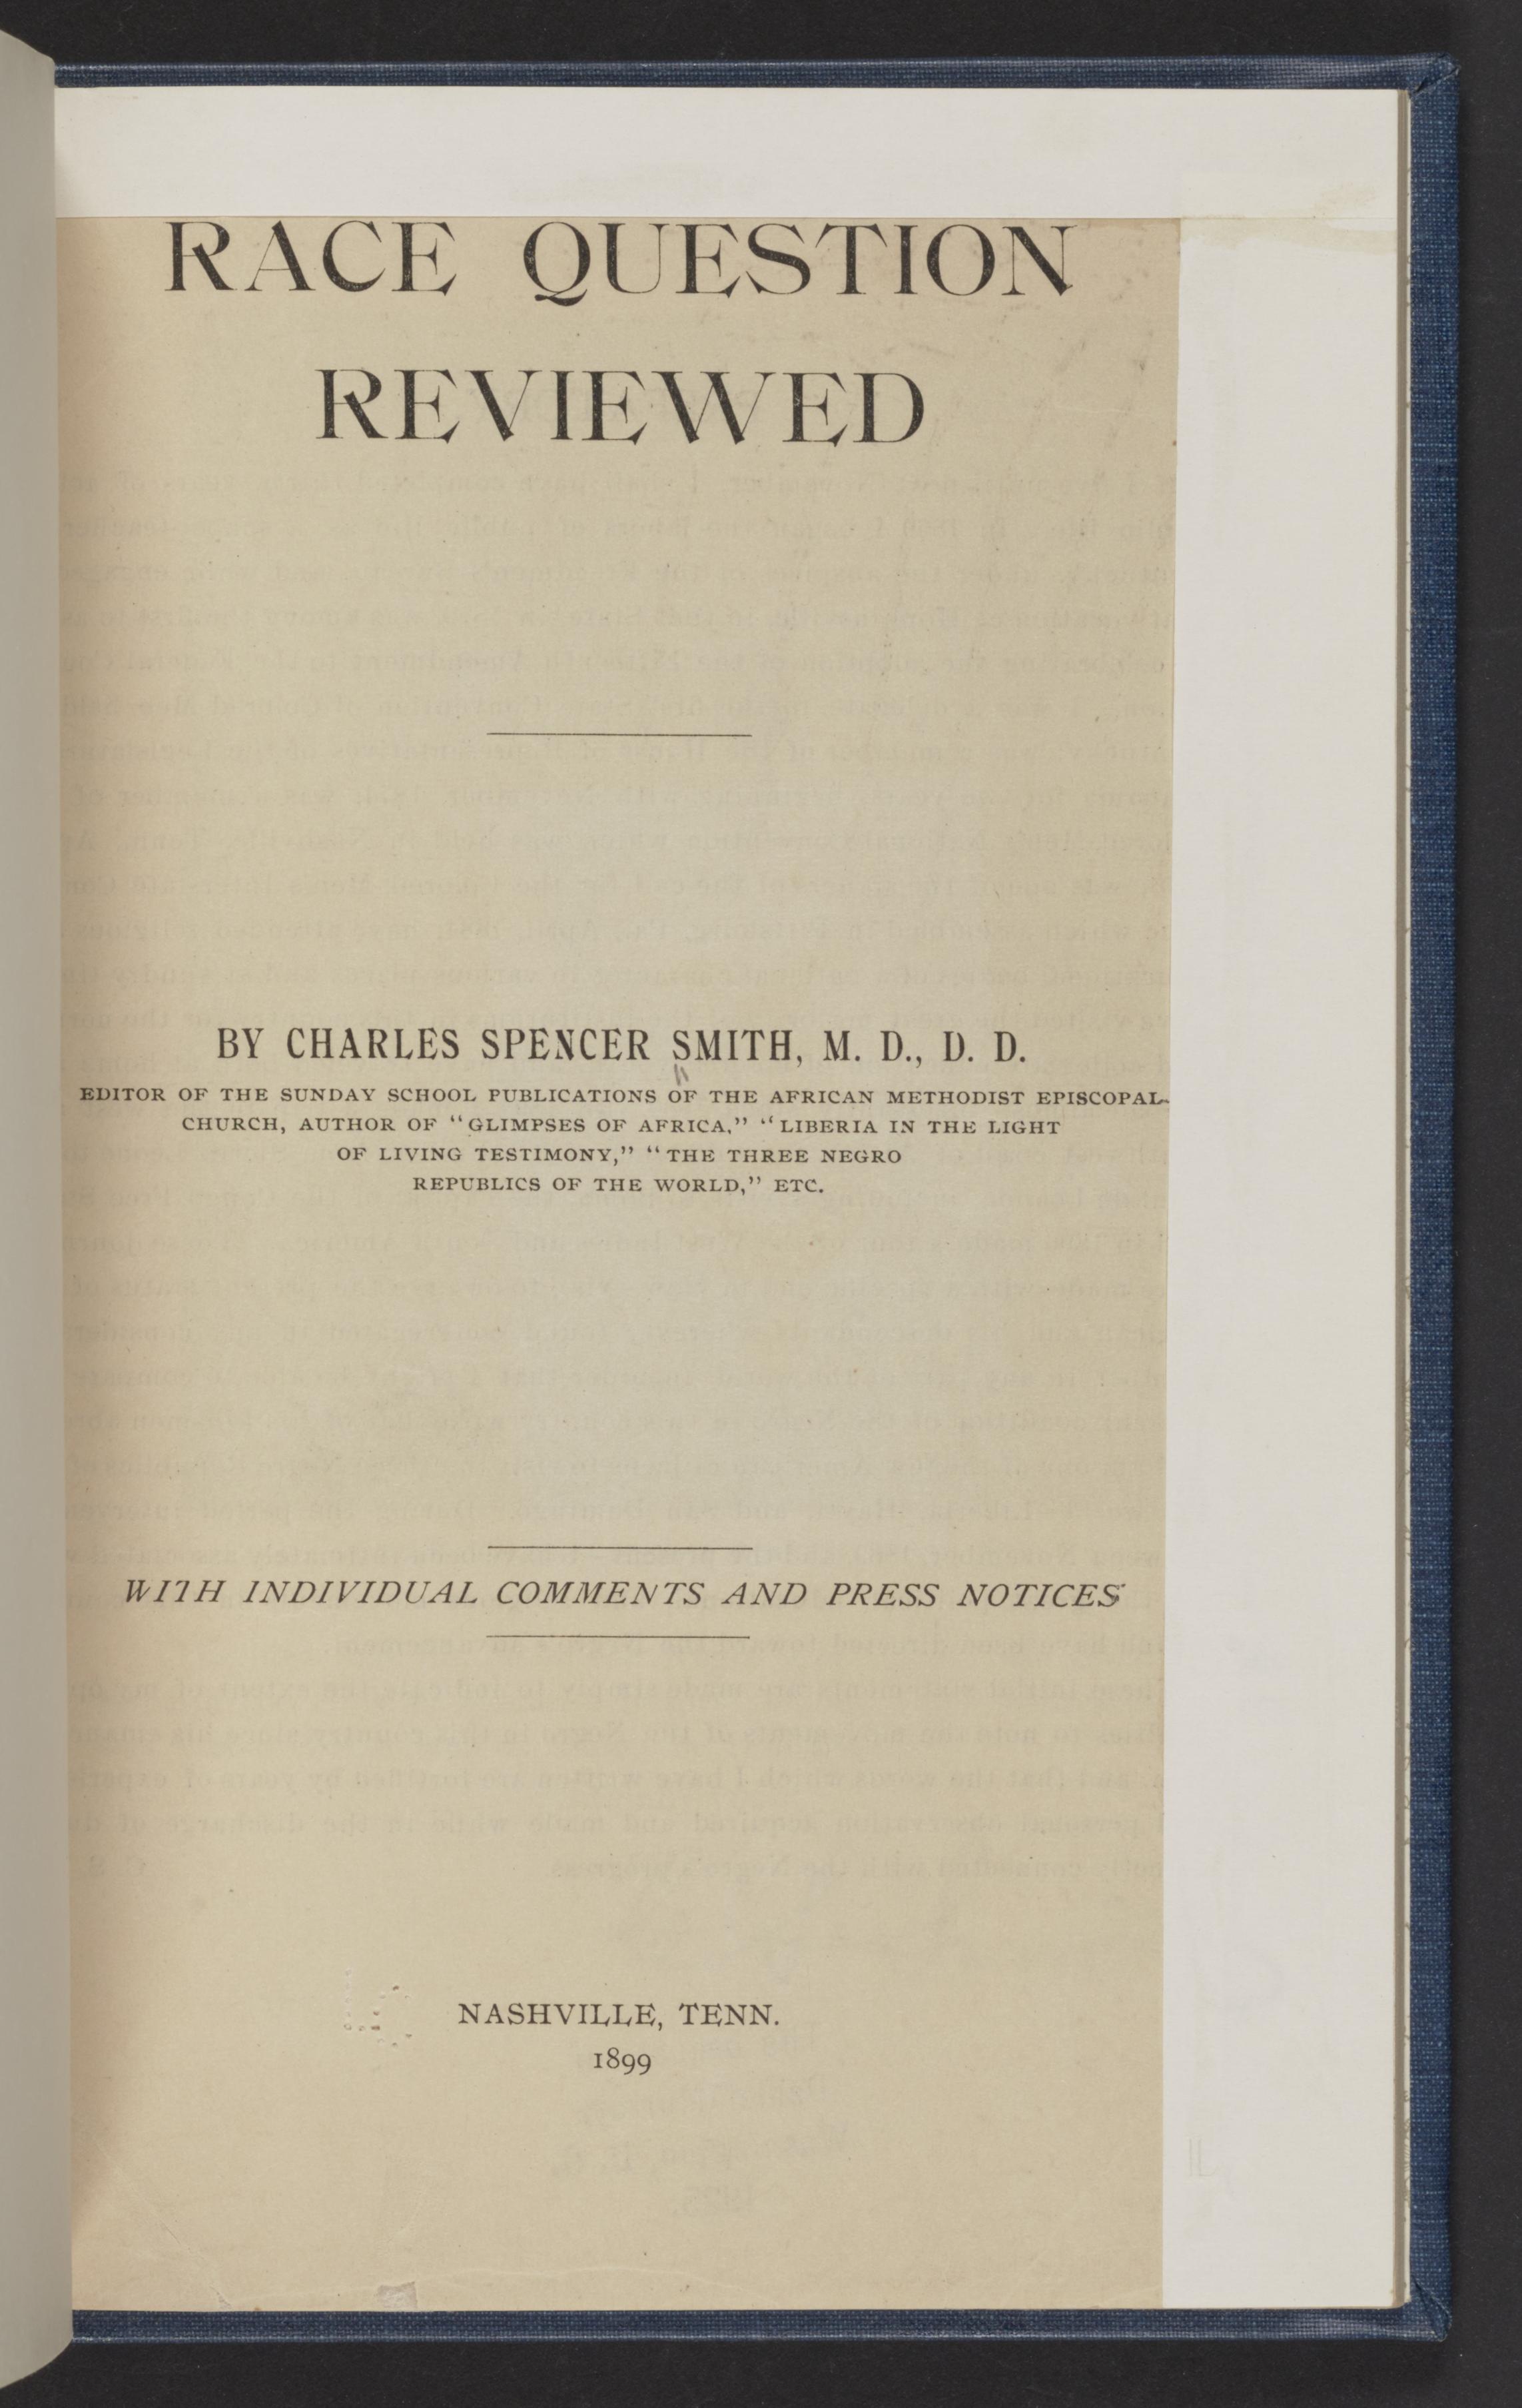 RACE QUESTION
REVIEWED
BY CHARLES SPENCER SMITH, M. D., D. D.
EDITOR OF THE SUNDAY SCHOOL PUBLICATIONS OF THE AFRICAN METHODIST EPISCOPAL
CHURCH, AUTHOR OF "GLIMPSES OF AFRICA," "LIBERIA IN THE LIGHT
OF LIVING TESTIMONY," "THE THREE NEGRO
REPUBLICS OF THE WORLD," ETC.
WITH INDIVIDUAL COMMENTS AND PRESS NOTICES
NASHVILLE, TENN.
1899